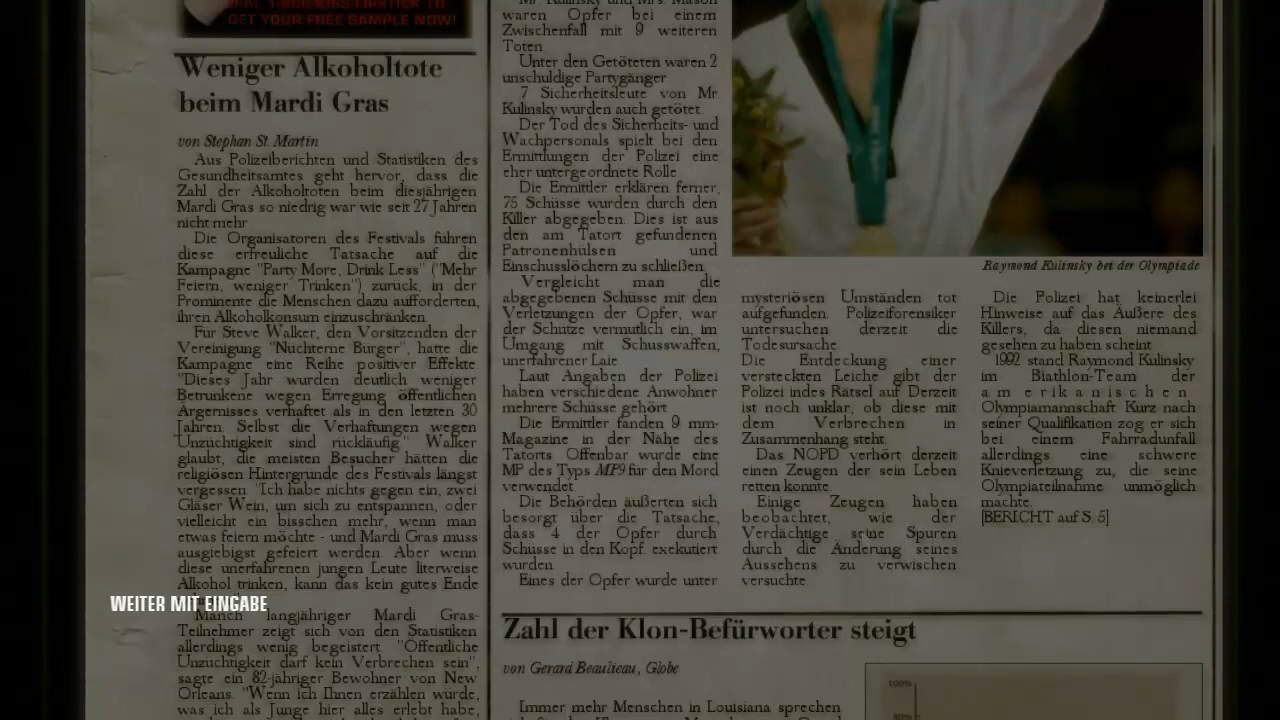 GET YOUR FREE SAMPLE NOW!
Weniger Alkoholtote
beim Mardi Gras
von Stephan St. Martin
Aus Polizeiberichten und Statistiken des
Gesundheitsamtes geht hervor, dass die
Zahl der Alkoholtoten beim diesjährigen
Mardi Gras so niedrig war wie seit 27 Jahren
nicht mehr
Die Organisatoren des Festivals führen
diese erfreuliche Tatsache auf die
Kampagne "Party More, Drink Less" ("Mehr
Feiern, weniger Trinken") zurück, in der
Prominente die Menschen dazu aufforderten,
ihren Alkoholkonsum einzuschränken.
Für Steve Walker, den Vorsitzenden der
Vereinigung "Nüchterne Bürger", hatte die
Kampagne eine Reihe positiver Effekte
"Dieses Jahr wurden deutlich weniger
Betrunkene wegen Erregung öffentlichen
Ärgernisses verhaftet als in den letzten 30
Jahren. Selbst die Verhaftungen wegen
Unzüchtigkeit sind rückläufig" Walker
glaubt, die meisten Besucher hätten die
religiösen Hintergründe des Festivals längst
vergessen "Ich habe nichts gegen ein, zwei
Gläser Wein, um sich zu entspannen, oder
vielleicht ein bisschen mehr, wenn man
etwas feiern möchte - und Mardi Gras muss
ausgiebigst gefeiert werden Aber wenn
diese unerfahrenen jungen Leute literweise
Alkohol trinken, kann das kein gutes Ende
WEITER MIT EINGABE
Manch langjähriger Mardi Gras-
Teilnehmer zeigt sich von den Statistiken
allerdings wenig begeistert "Öffentliche
Unzüchtigkeit darf kein Verbrechen sein",
sagte ein 82-jähriger Bewohner von New
Orleans. "Wenn ich Ihnen erzählen würde,
was ich als Junge hier alles erlebt habe,
Mr. Kulinsky und Mrs. Mason
waren Opfer bei einem
Zwischenfall mit 9 weiteren
Toten
Unter den Getöteten waren 2
unschuldige Partygänger
7 Sicherheitsleute von Mr.
Kulinsky wurden auch getötet
Der Tod des Sicherheits- und
Wachpersonals spielt bei den
Ermittlungen der Polizei eine
eher untergeordnete Rolle
Die Ermittler erklären ferner,
75 Schüsse wurden durch den
Killer abgegeben. Dies ist aus
den am Tatort gefundenen
Patronenhülsen und
Einschusslöchern zu schließen
Vergleicht man die
abgegebenen Schüsse mit den
Verletzungen der Opfer, war
der Schütze vermutlich ein, im
Umgang mit Schusswaffen,
unerfahrener Laie
Laut Angaben der Polizei
haben verschiedene Anwohner
mehrere Schüsse gehört
Die Ermittler fanden 9 mm-
Magazine in der Nähe des
Tatorts Offenbar wurde eine
MP des Typs MP9 für den Mord
verwendet
Die Behörden äußerten sich
besorgt über die Tatsache,
dass 4 der Opfer durch
Schüsse in den Kopf exekutiert
wurden
Eines der Opfer wurde unter
Raymond Kulinsky bei der Olympiade
mysteriösen Umständen tot
aufgefunden. Polizeiforensiker
untersuchen derzeit die
Todesursache
Die Entdeckung einer
versteckten Leiche gibt der
Polizei indes Rätsel auf Derzeit
ist noch unklar, ob diese mit
dem Verbrechen in
Zusammenhang steht.
Das NOPD verhört derzeit
einen Zeugen der sein Leben
retten konnte
Einige Zeugen haben
beobachtet, wie der
Verdächtige seine Spuren
durch die Änderung seines
Aussehens zu verwischen
versuchte.
Die Polizei hat keinerlei
Hinweise auf das Äußere des
Killers, da diesen niemand
gesehen zu haben scheint
1992 stand Raymond Kulinsky
im Biathlon-Team der
amerikanischen
Olympiamannschaft Kurz nach
seiner Qualifikation zog er sich
bei einem Fahrradunfall
allerdings eine schwere
Knieverletzung zu, die seine
Olympiateilnahme unmöglich
machte.
[BERICHT auf S. 5]
Zahl der Klon-Befürworter steigt
von Gerard Beaulieau, Globe
Immer mehr Menschen in Louisiana sprechen
100%